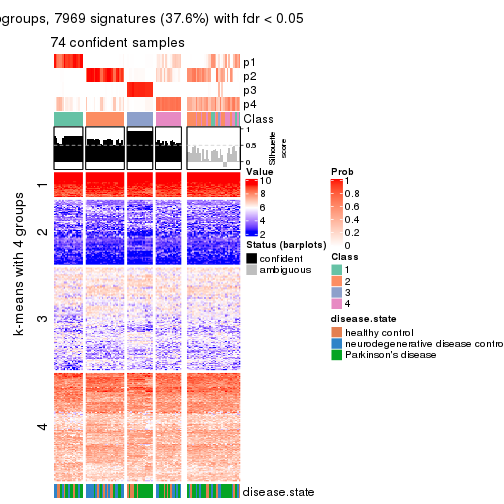 groups, 7969 signatures (37.6%) with fdr < 0.05
74 confident samples
p1
p2
p3
p4
Class
1
0.5
0
Silhouette
score
k-means with 4 groups
1
2
3
4
Value
10
8
6
4
2
Status (barplots)
confident
ambiguous
Prob
1
0.8
0.6
0.4
0.2
0
Class
1
2
3
4
disease.state
healthy control
neurodegenerative disease contro
Parkinson's disease
disease.state